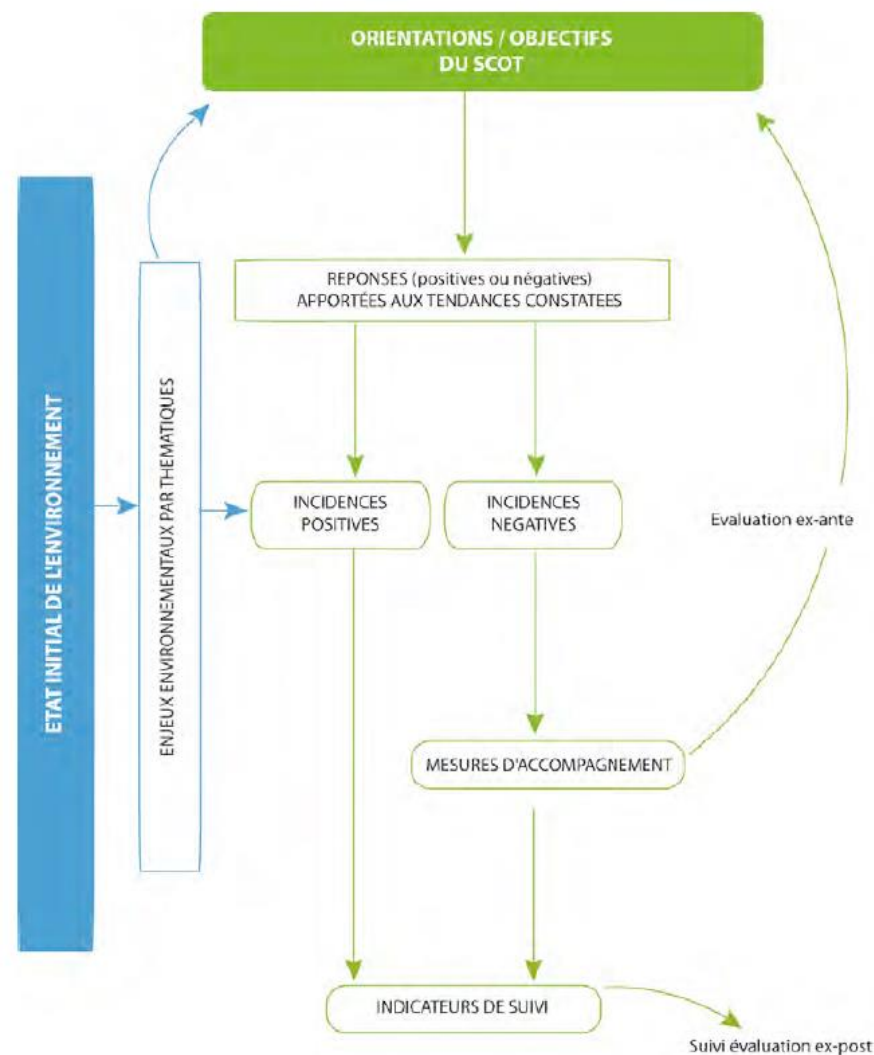 ORIENTATIONS / OBJECTIFS
DU SCOT
ETAT INITIAL DE L'ENVIRONNEMENT
ENJEUX ENVIRONNEMENTAUX PAR THEMATIQUES
REPONSES (positives ou négatives)
APPORTÉES AUX TENDANCES CONSTATEES
INCIDENCES
POSITIVES
INCIDENCES
NEGATIVES
Evaluation ex-ante
MESURES D'ACCOMPAGNEMENT
INDICATEURS DE SUIVI
Suivi évaluation ex-post